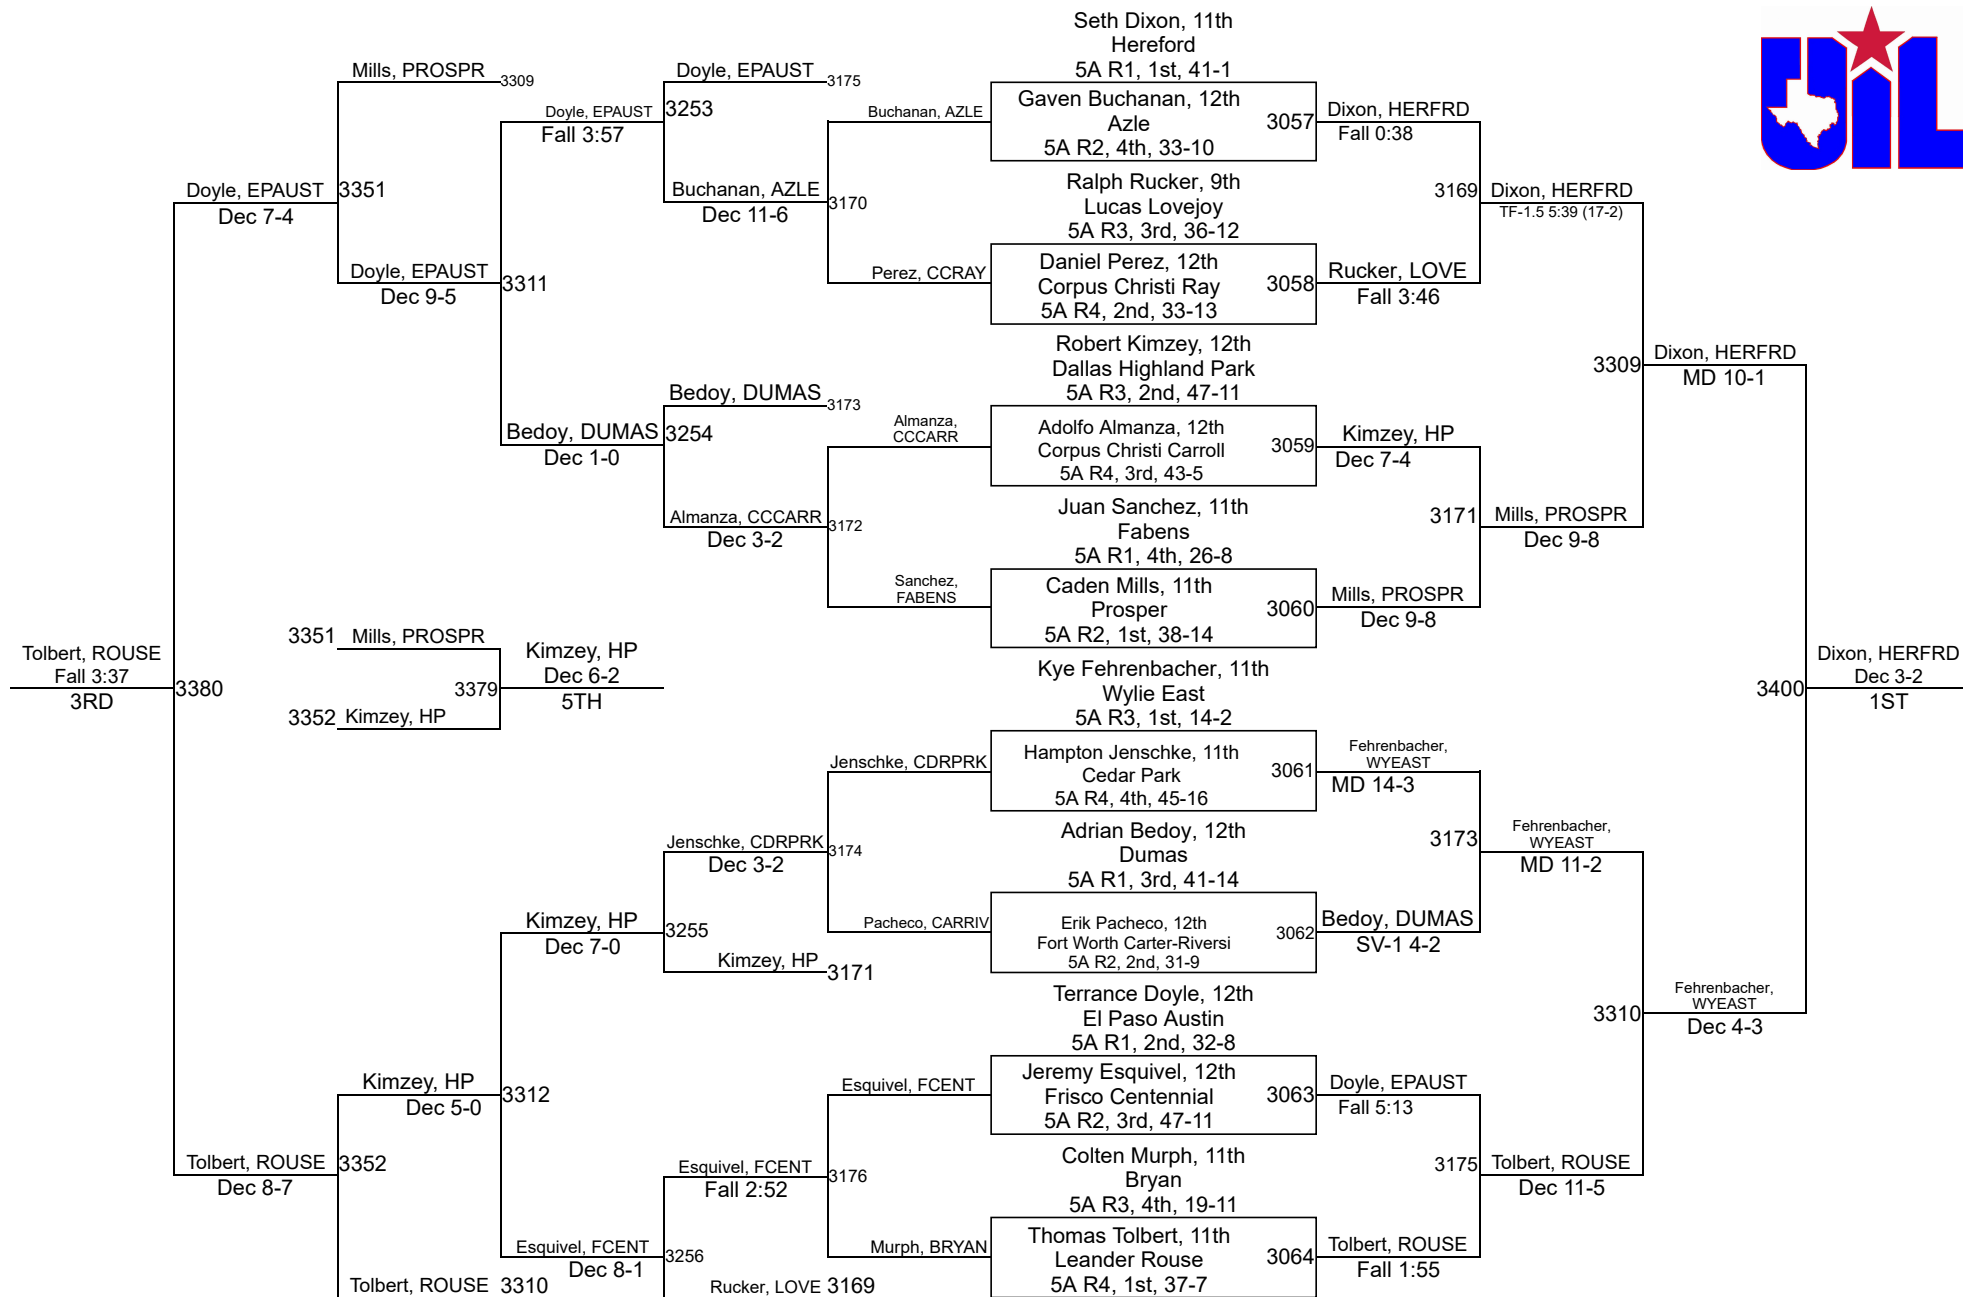 Seth Dixon, 11th
Hereford
5A R1, 1st, 41-1
UIL
Mills, PROSPR 3309
Doyle, EPAUST 3175
Doyle, EPAUST 3253
Fall 3:57
Buchanan, AZLE
Gaven Buchanan, 12th
Azle
5A R2, 4th, 33-10
3057
Dixon, HERFRD
Fall 0:38
Doyle, EPAUST 3351
Dec 7-4
Buchanan, AZLE 3170
Dec 11-6
Ralph Rucker, 9th
Lucas Lovejoy
5A R3, 3rd, 36-12
3169 Dixon, HERFRD
TF-1.5 5:39 (17-2)
Doyle, EPAUST 3311
Dec 9-5
Perez, CCRAY
Daniel Perez, 12th
Corpus Christi Ray
5A R4, 2nd, 33-13
3058
Rucker, LOVE
Fall 3:46
Robert Kimzey, 12th
Dallas Highland Park
5A R3, 2nd, 47-11
3309 Dixon, HERFRD
MD 10-1
Bedoy, DUMAS 3173
Bedoy, DUMAS 3254
Dec 1-0
Almanza,
CCCARR
Adolfo Almanza, 12th
Corpus Christi Carroll
5A R4, 3rd, 43-5
3059
Kimzey, HP
Dec 7-4
Almanza, CCCARR 3172
Dec 3-2
Juan Sanchez, 11th
Fabens
5A R1, 4th, 26-8
3171 Mills, PROSPR
Dec 9-8
Sanchez,
FABENS
Caden Mills, 11th
Prosper
5A R2, 1st, 38-14
3060
Mills, PROSPR
Dec 9-8
Tolbert, ROUSE
Fall 3:37
3RD
3380
3351 Mills, PROSPR
3352 Kimzey, HP
3379
Kimzey, HP
Dec 6-2
5TH
Kye Fehrenbacher, 11th
Wylie East
5A R3, 1st, 14-2
3400
Dixon, HERFRD
Dec 3-2
1ST
Jenschke, CDRPRK
Hampton Jenschke, 11th
Cedar Park
5A R4, 4th, 45-16
3061
Fehrenbacher,
WYEAST
MD 14-3
Jenschke, CDRPRK 3174
Dec 3-2
Adrian Bedoy, 12th
Dumas
5A R1, 3rd, 41-14
3173
Fehrenbacher,
WYEAST
MD 11-2
Kimzey, HP 3255
Dec 7-0
Kimzey, HP 3171
Pacheco, CARRIV
Erik Pacheco, 12th
Fort Worth Carter-Riversi
5A R2, 2nd, 31-9
3062
Bedoy, DUMAS
SV-1 4-2
Terrance Doyle, 12th
El Paso Austin
5A R1, 2nd, 32-8
3310
Fehrenbacher,
WYEAST
Dec 4-3
Kimzey, HP 3312
Dec 5-0
Esquivel, FCENT
Jeremy Esquivel, 12th
Frisco Centennial
5A R2, 3rd, 47-11
3063
Doyle, EPAUST
Fall 5:13
Tolbert, ROUSE 3352
Dec 8-7
Esquivel, FCENT 3176
Fall 2:52
Colten Murph, 11th
Bryan
5A R3, 4th, 19-11
3175 Tolbert, ROUSE
Dec 11-5
Esquivel, FCENT 3256
Dec 8-1
Murph, BRYAN
Thomas Tolbert, 11th
Leander Rouse
5A R4, 1st, 37-7
3064
Tolbert, ROUSE
Fall 1:55
Tolbert, ROUSE 3310
Rucker, LOVE 3169